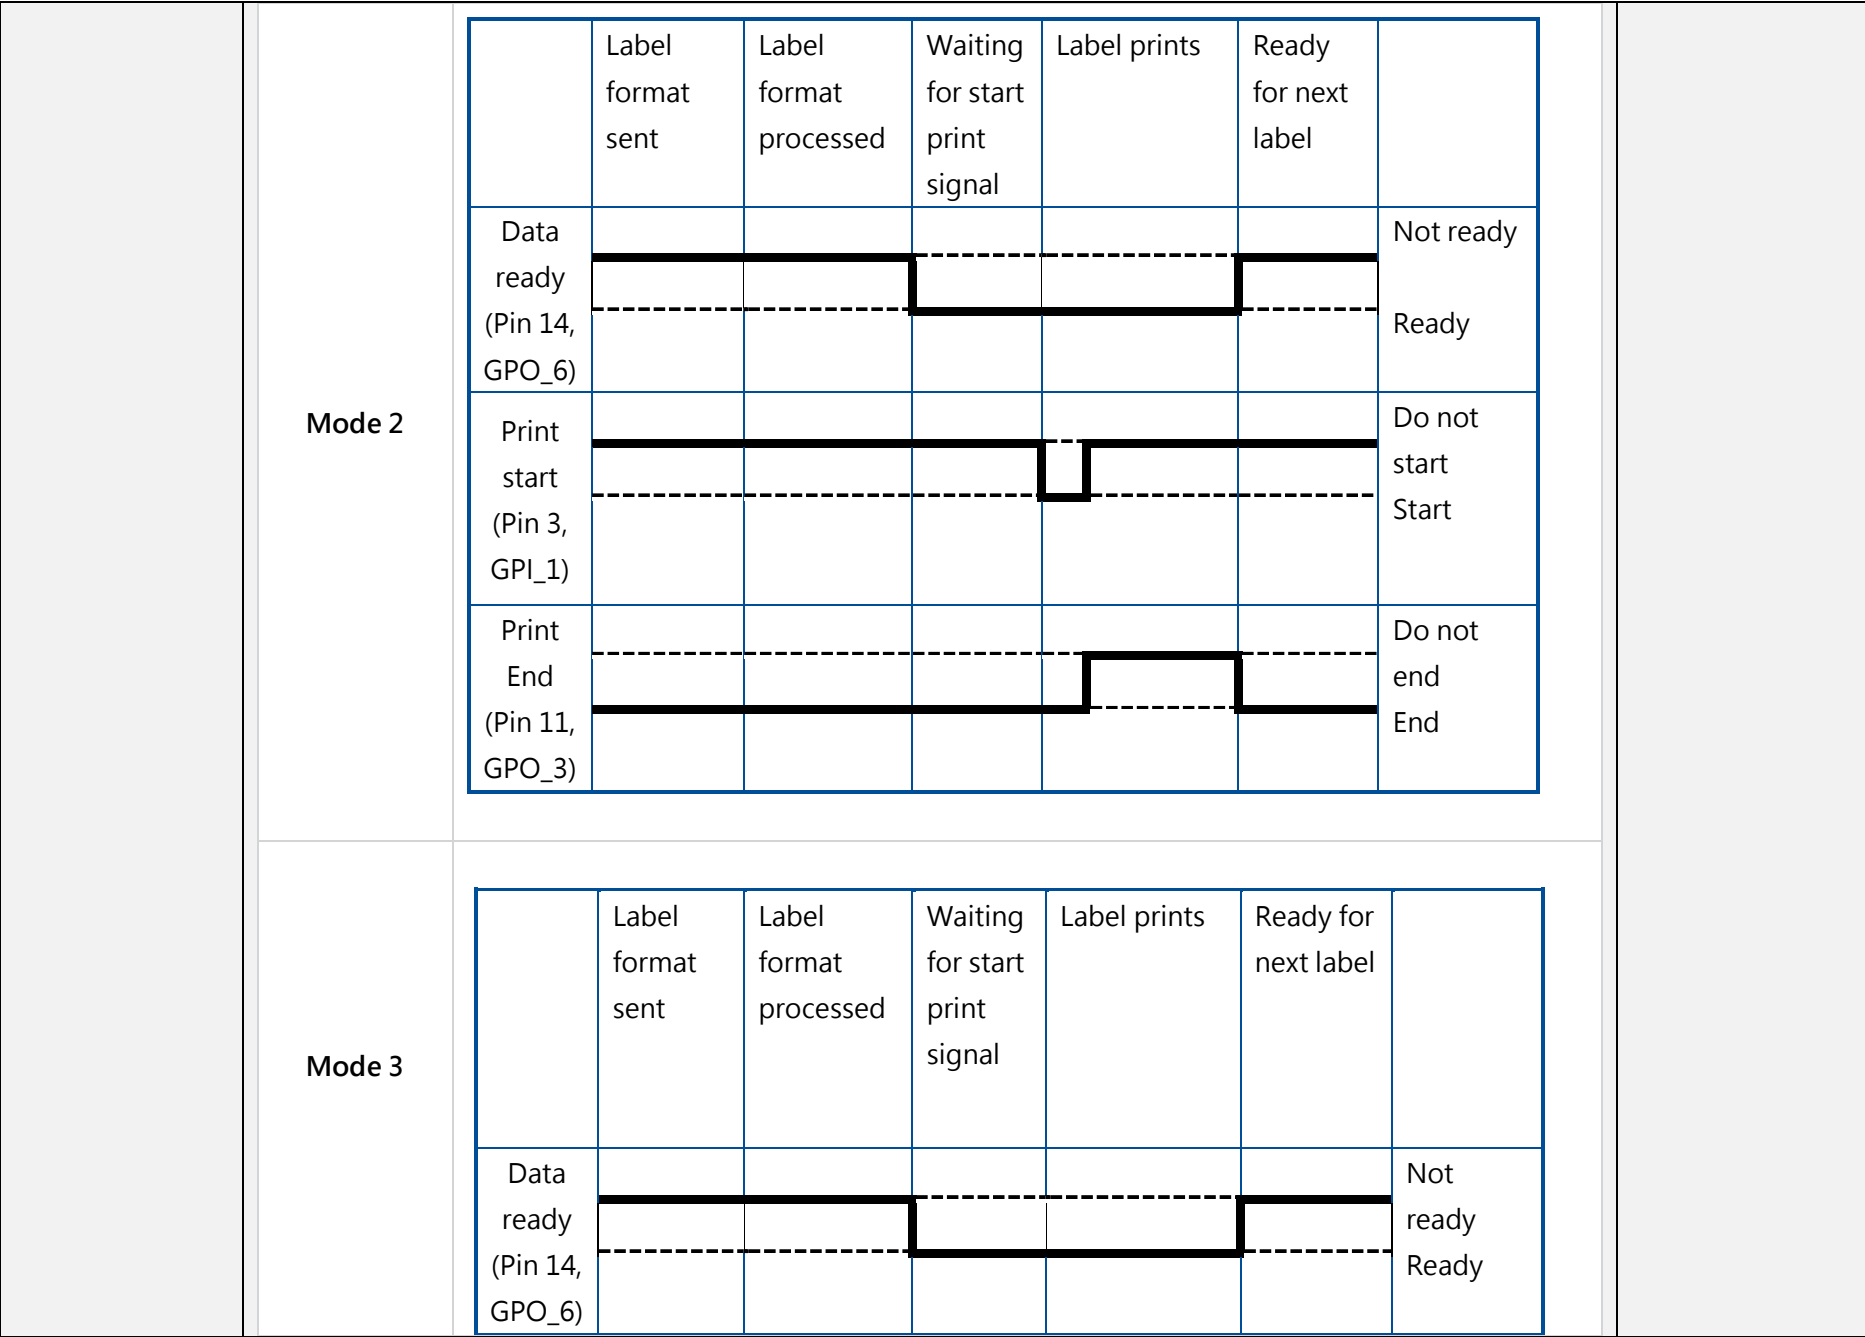 Label
format
sent
Label
format
processed
Waiting
for start
print
signal
Label prints
Ready
for next
label
Mode 2
Data
ready
(Pin 14,
GPO_6)
Not ready
Ready
Print
start
(Pin 3,
GPI_1)
Do not
start
Start
Print
End
(Pin 11,
GPO_3)
Do not
end
End
Mode 3
Label
format
sent
Label
format
processed
Waiting
for start
print
signal
Label prints
Ready for
next label
Data
ready
(Pin 14,
GPO_6)
Not
ready
Ready